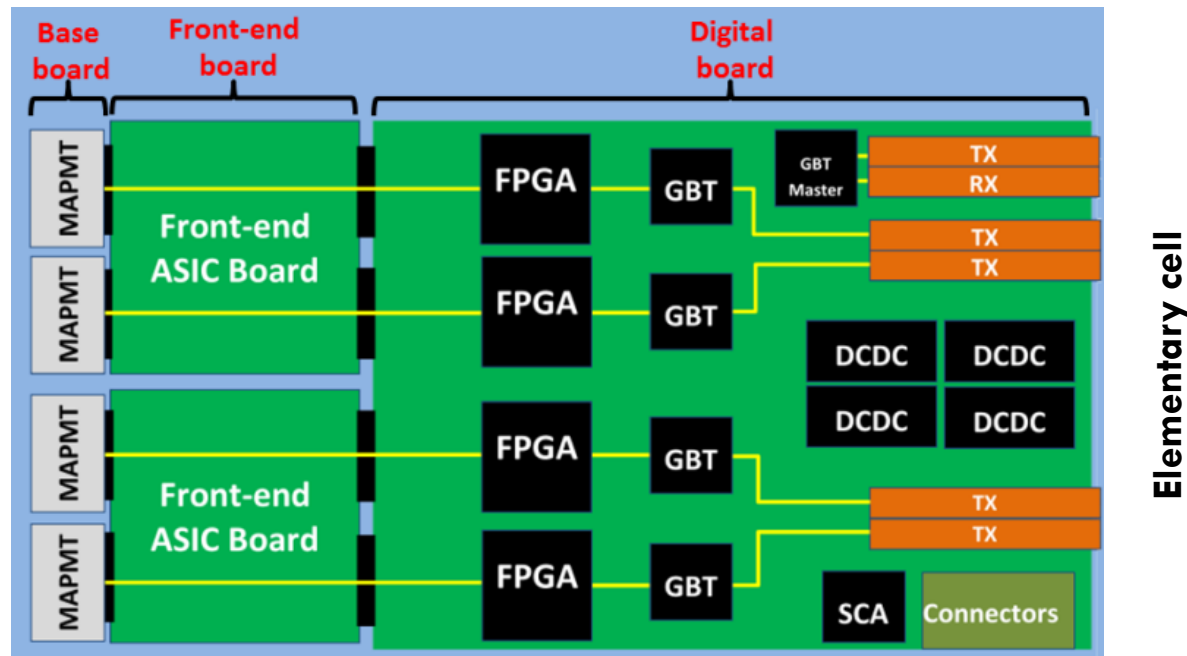 Base
board
Front-end
board
Digital
board
MAPMT
Front-end
ASIC Board
FPGA
GBT
GBT
Master
TX
RX
TX
TX
MAPMT
FPGA
GBT
DCDC
DCDC
DCDC
DCDC
MAPMT
Front-end
ASIC Board
FPGA
GBT
TX
TX
MAPMT
FPGA
GBT
SCA
Connectors
Elementary cell